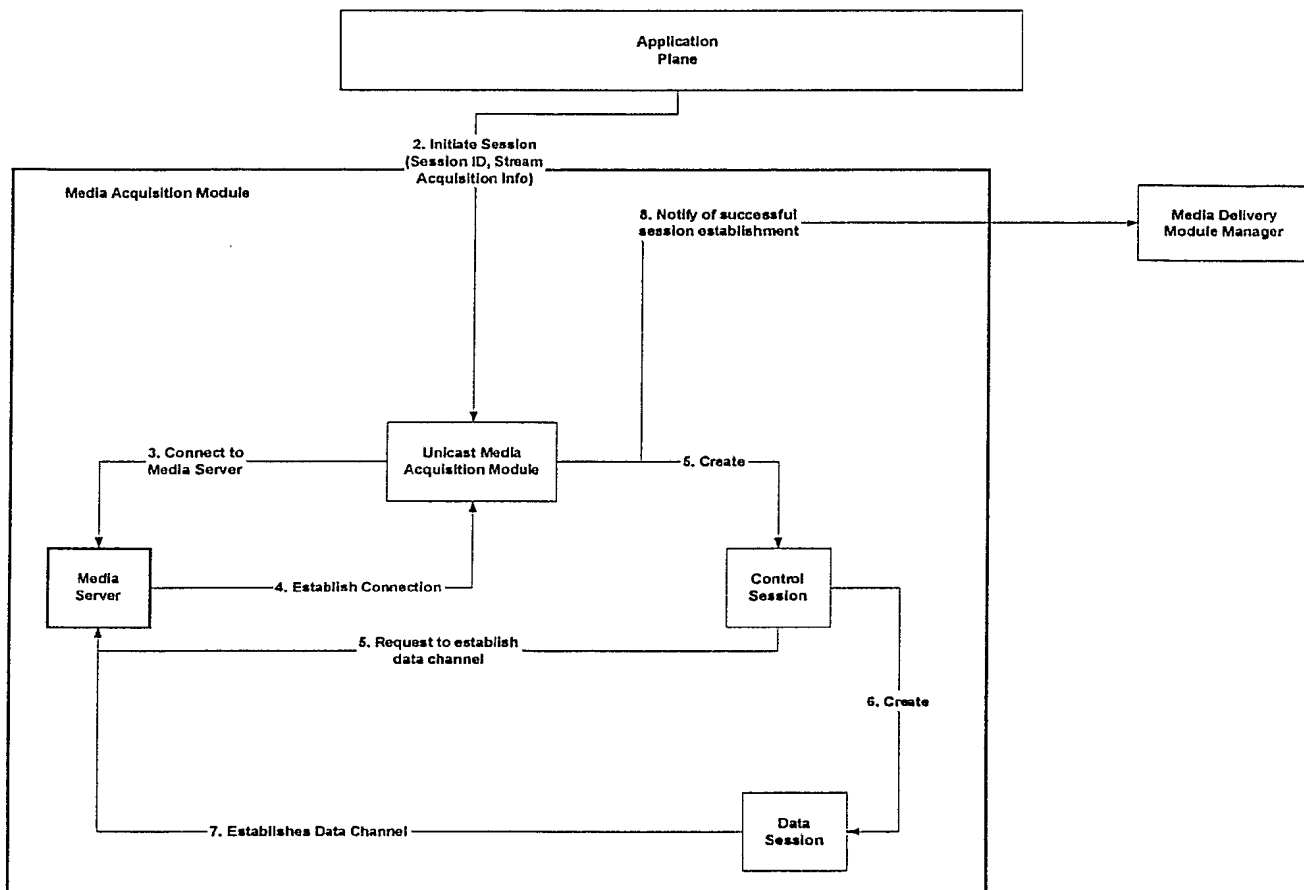 Application
Plane
2. Initiate Session
(Session ID, Stream
Acquisition Info)
Media Acquisition Module
8. Notify of successful
session establishment
Media Delivery
Module Manager
3. Connect to
Media Server
Unicast Media
Acquisition Module
5. Create
Media
Server
4. Establish Connection
Control
Session
5. Request to establish
data channel
6. Create
7. Establishes Data Channel
Data
Session